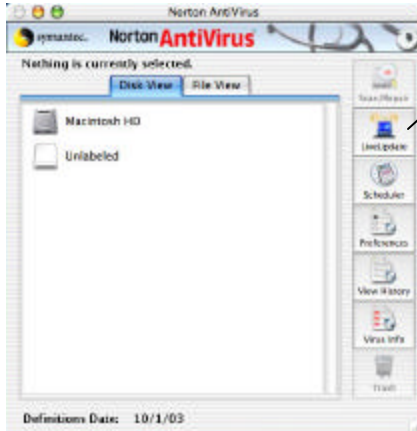 Norton AntiVirus
symantec. Norton AntiVirus
Nothing is currently selected.
Disk View File View
Macintosh HD
Unlabeled
Scan/Repair
LiveUpdate
Scheduler
Preferences
View History
Virus Info
Trash
Definitions Date: 10/1/03